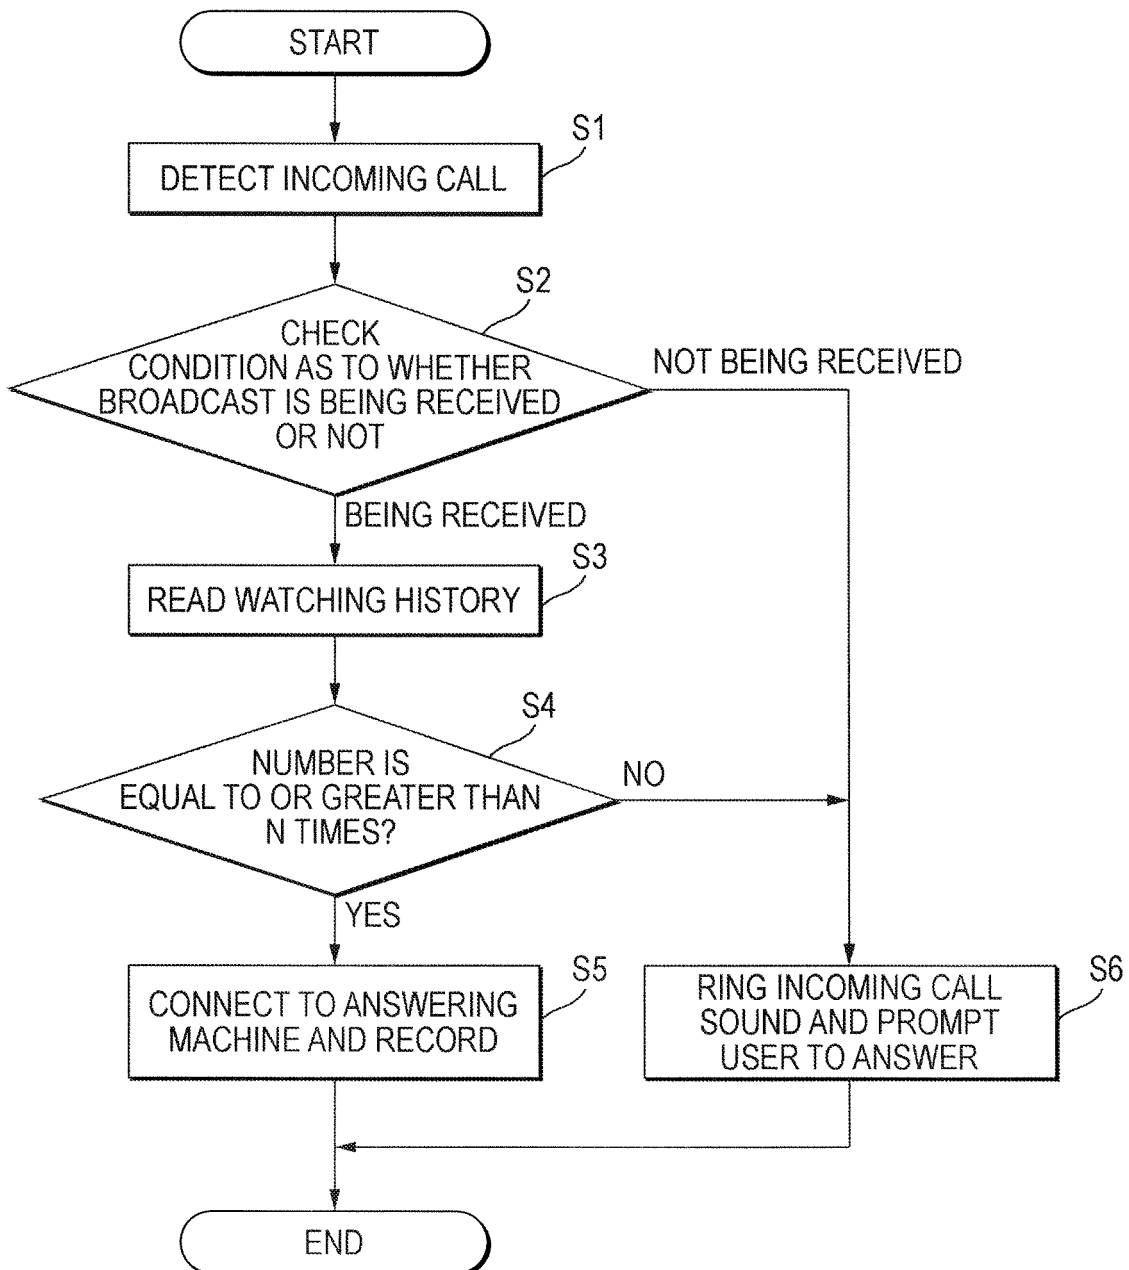 START
S1
DETECT INCOMING CALL
S2
CHECK
CONDITION AS TO WHETHER
BROADCAST IS BEING RECEIVED
OR NOT
NOT BEING RECEIVED
BEING RECEIVED
S3
READ WATCHING HISTORY
S4
NUMBER IS
EQUAL TO OR GREATER THAN
N TIMES?
NO
YES
S5
CONNECT TO ANSWERING
MACHINE AND RECORD
S6
RING INCOMING CALL
SOUND AND PROMPT
USER TO ANSWER
END